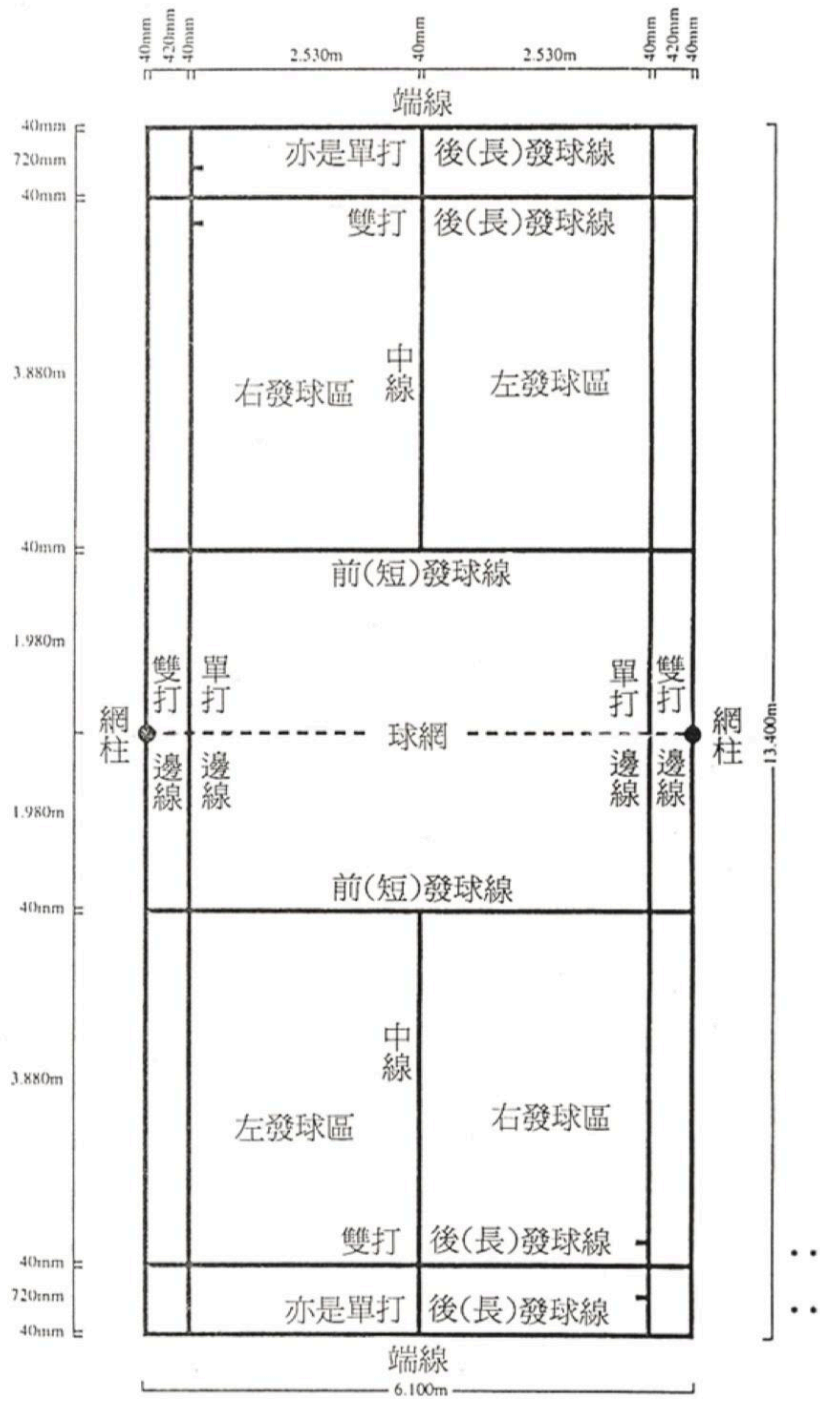 40mm 420mm 40mm 2.530m 40mm 2.530m 40mm 420mm 40mm
端線
40mm
亦是單打 後(長)發球線
720mm
40mm
雙打 後(長)發球線
中線
3.880m
右發球區 左發球區
40mm
前(短)發球線
1.980m
雙打 單打 單打 雙打
網柱 球網 網柱
13.400m
邊線 邊線 邊線 邊線
1.980m
前(短)發球線
40mm
中線
3.880m
左發球區 右發球區
雙打 後(長)發球線
40mm
720mm
亦是單打 後(長)發球線
40mm
端線
6.100m